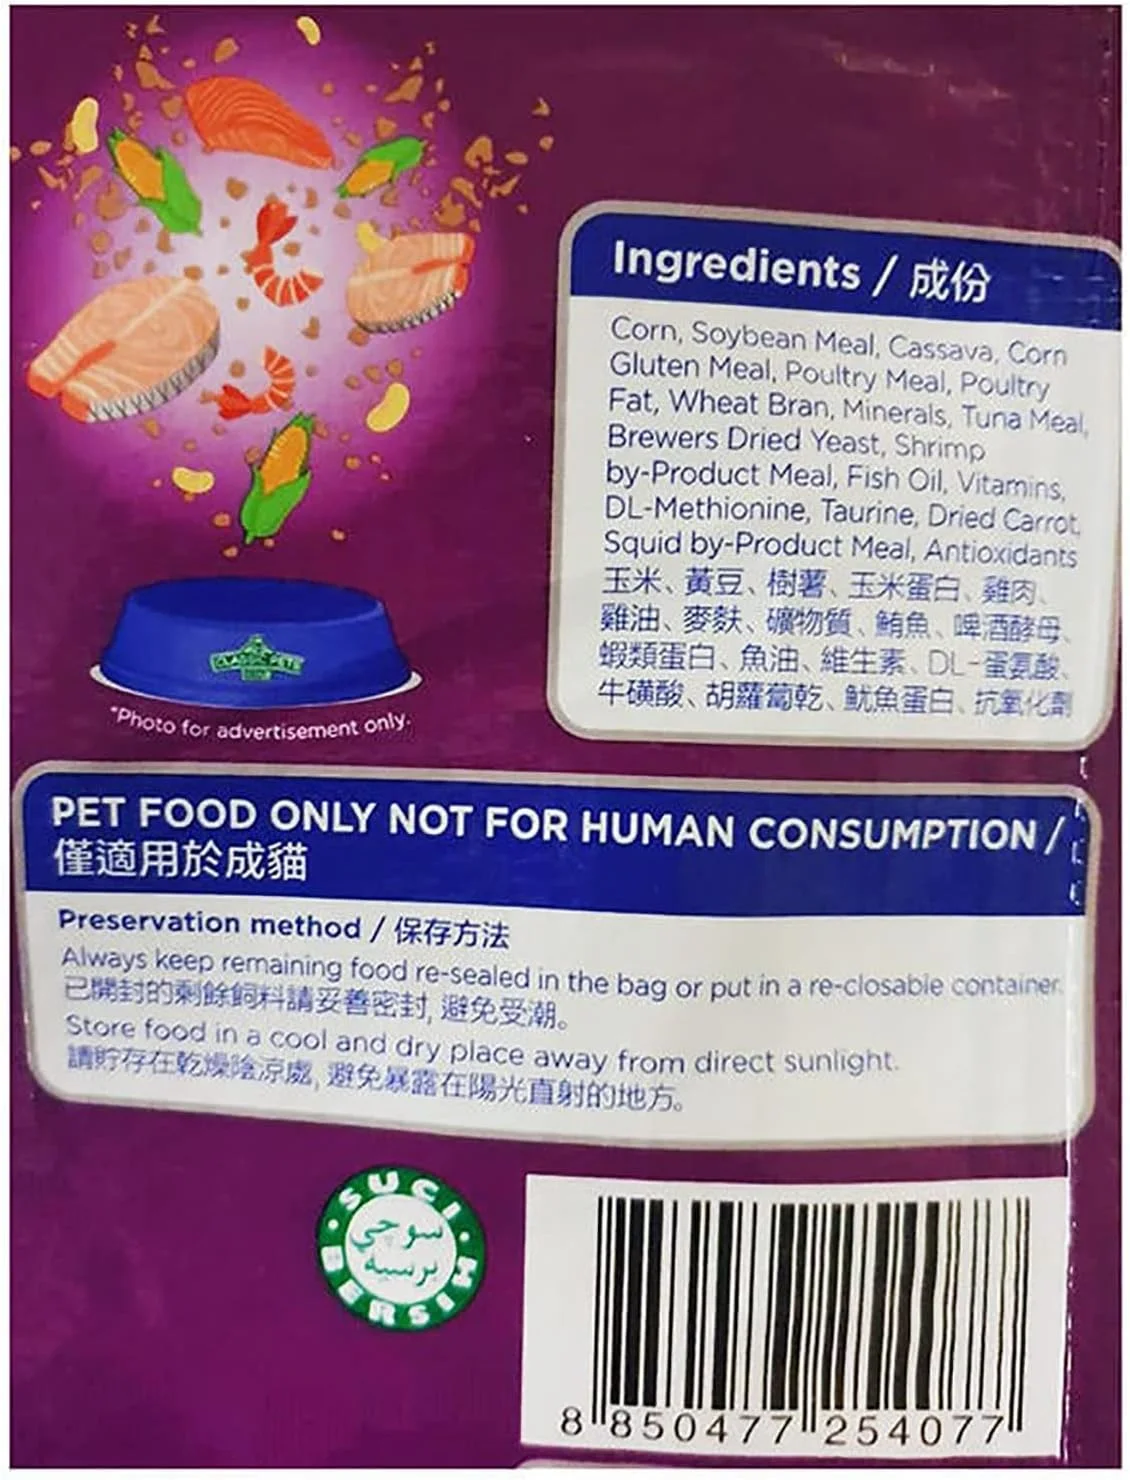 Ingredients / 成份
Corn, Soybean Meal, Cassava, Corn
Gluten Meal, Poultry Meal, Poultry
Fat, Wheat Bran, Minerals, Tuna Meal,
Brewers Dried Yeast, Shrimp
by-Product Meal, Fish Oil, Vitamins,
DL-Methionine, Taurine, Dried Carrot,
Squid by-Product Meal, Antioxidants
玉米、黃豆、樹薯、玉米蛋白、雞肉、
雞油、麥麩、礦物質、鮪魚、啤酒酵母、
蝦類蛋白、魚油、維生素、DL-蛋氨酸、
牛磺酸、胡蘿蔔乾、魷魚蛋白、抗氧化劑
CLASSIC PETS
*Photo for advertisement only.
PET FOOD ONLY NOT FOR HUMAN CONSUMPTION /
僅適用於成貓
Preservation method / 保存方法
Always keep remaining food re-sealed in the bag or put in a re-closable container.
已開封的剩餘飼料請妥善密封, 避免受潮。
Store food in a cool and dry place away from direct sunlight.
請貯存在乾燥陰涼處, 避免暴露在陽光直射的地方。
SUCI
سوچي
برسيه
BERSIH
8 850477 254077